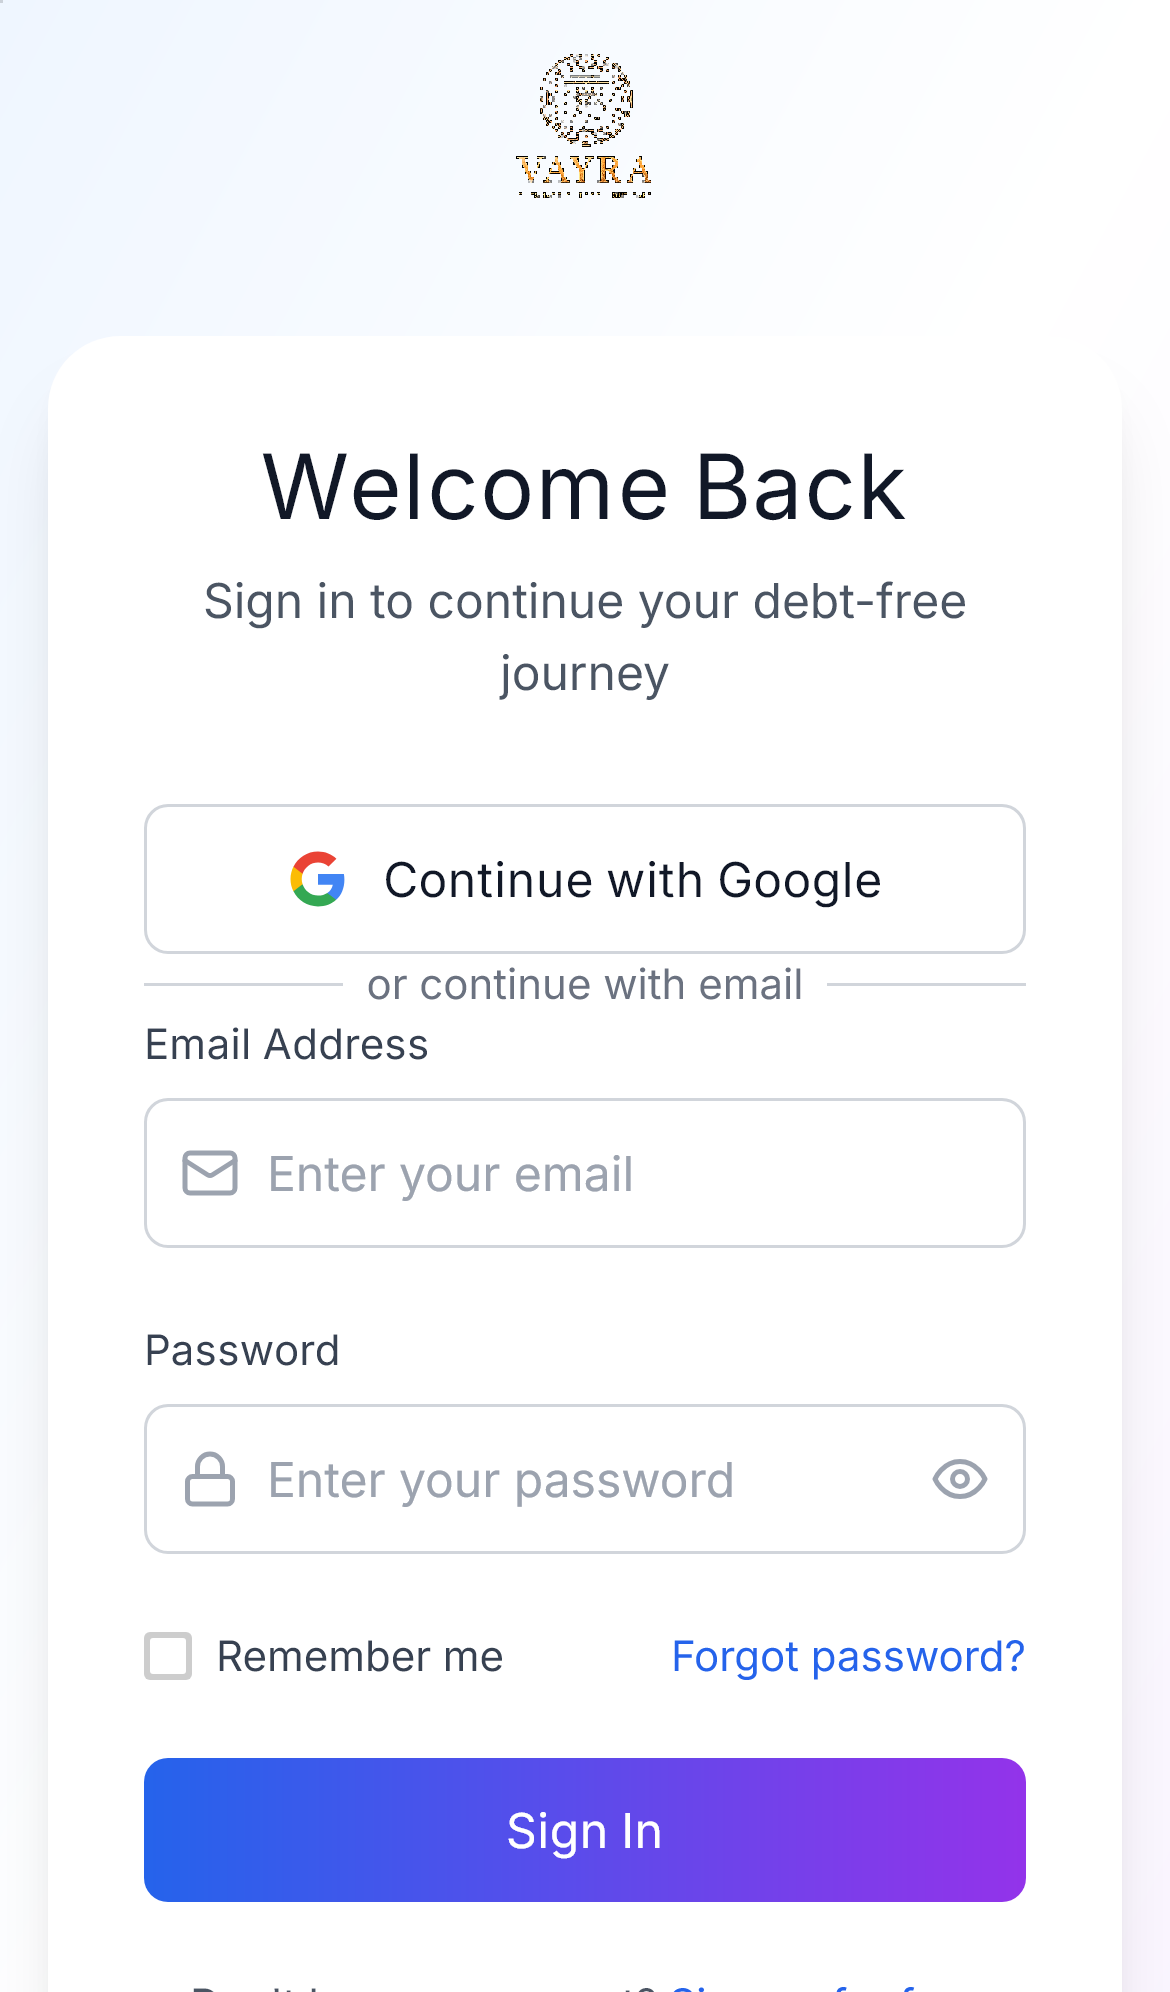 VAYRA
Welcome Back
Sign in to continue your debt-free
journey
Continue with Google
or continue with email
Email Address
Enter your email
Password
Enter your password
Remember me
Forgot password?
Sign In